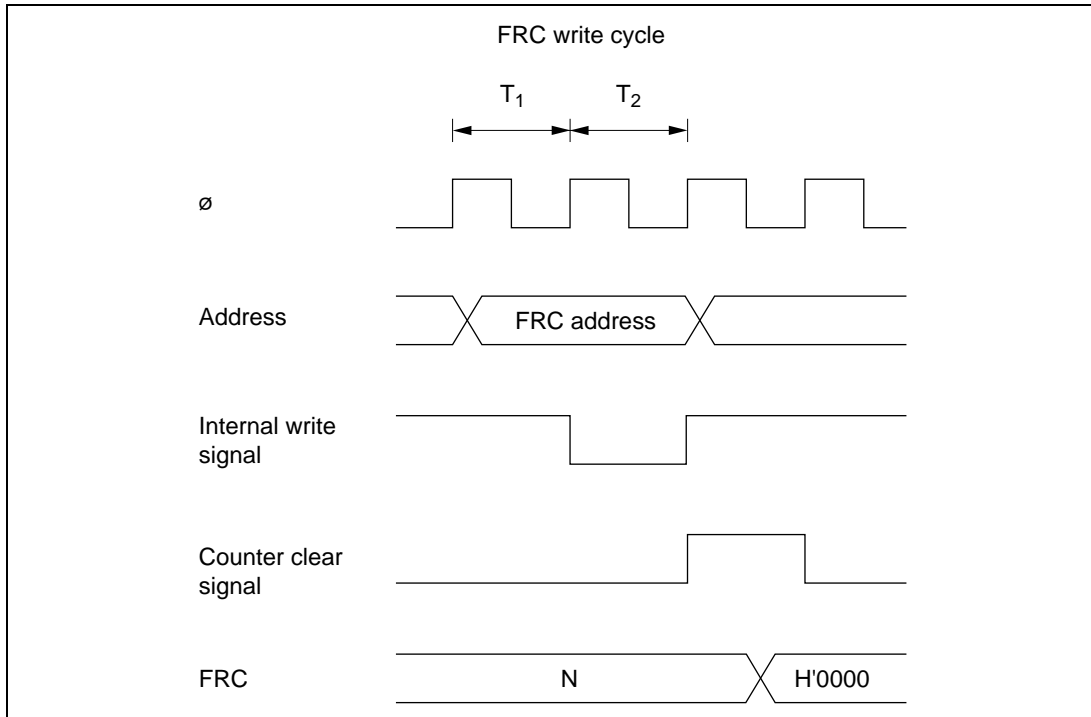 FRC write cycle
T1 T2
ø
Address
FRC address
Internal write
signal
Counter clear
signal
FRC
N
H'0000